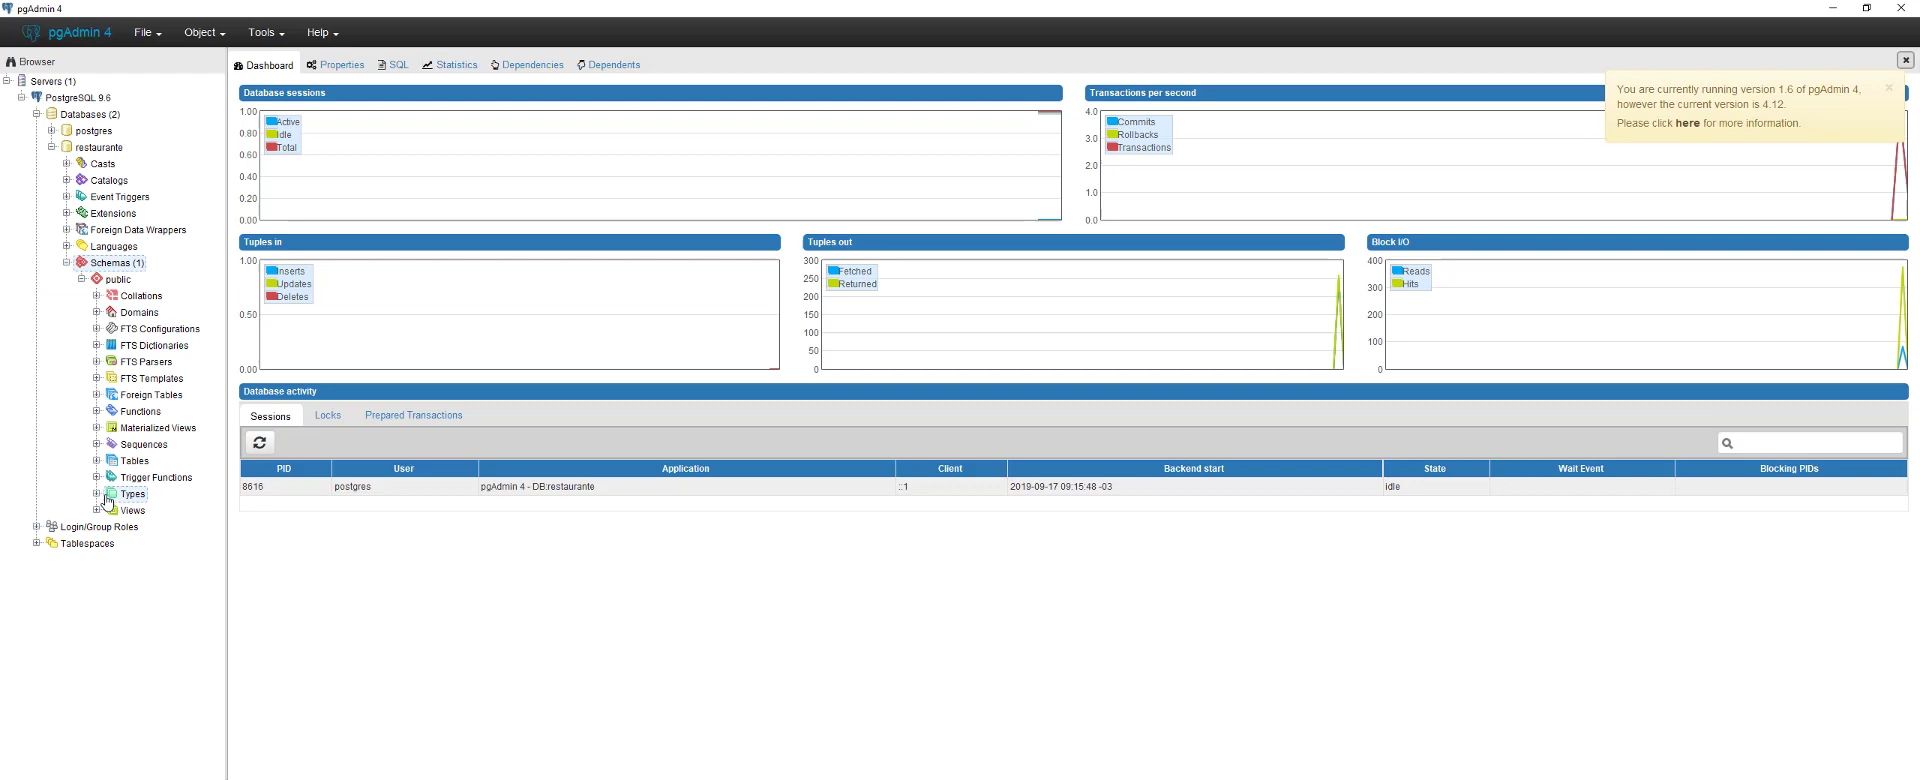 pgAdmin 4
pgAdmin 4 File Object Tools Help
Browser
Servers (1)
PostgreSQL 9.6
Databases (2)
postgres
restaurante
Casts
Catalogs
Event Triggers
Extensions
Foreign Data Wrappers
Languages
Schemas (1)
public
Collations
Domains
FTS Configurations
FTS Dictionaries
FTS Parsers
FTS Templates
Foreign Tables
Functions
Materialized Views
Sequences
Tables
Trigger Functions
Types
Views
Login/Group Roles
Tablespaces
Dashboard Properties SQL Statistics Dependencies Dependents
You are currently running version 1.6 of pgAdmin 4,
however the current version is 4.12.
Please click here for more information.
Database sessions
1.00
0.80
0.60
0.40
0.20
0.00
Active
Idle
Total
Transactions per second
4.0
3.0
2.0
1.0
0.0
Commits
Rollbacks
Transactions
Tuples in
1.00
0.50
0.00
Inserts
Updates
Deletes
Tuples out
300
250
200
150
100
50
0
Fetched
Returned
Block I/O
400
300
200
100
0
Reads
Hits
Database activity
Sessions Locks Prepared Transactions
PID User Application Client Backend start State Wait Event Blocking PIDs
8616 postgres pgAdmin 4 - DB:restaurante ::1 2019-09-17 09:15:48 -03 idle